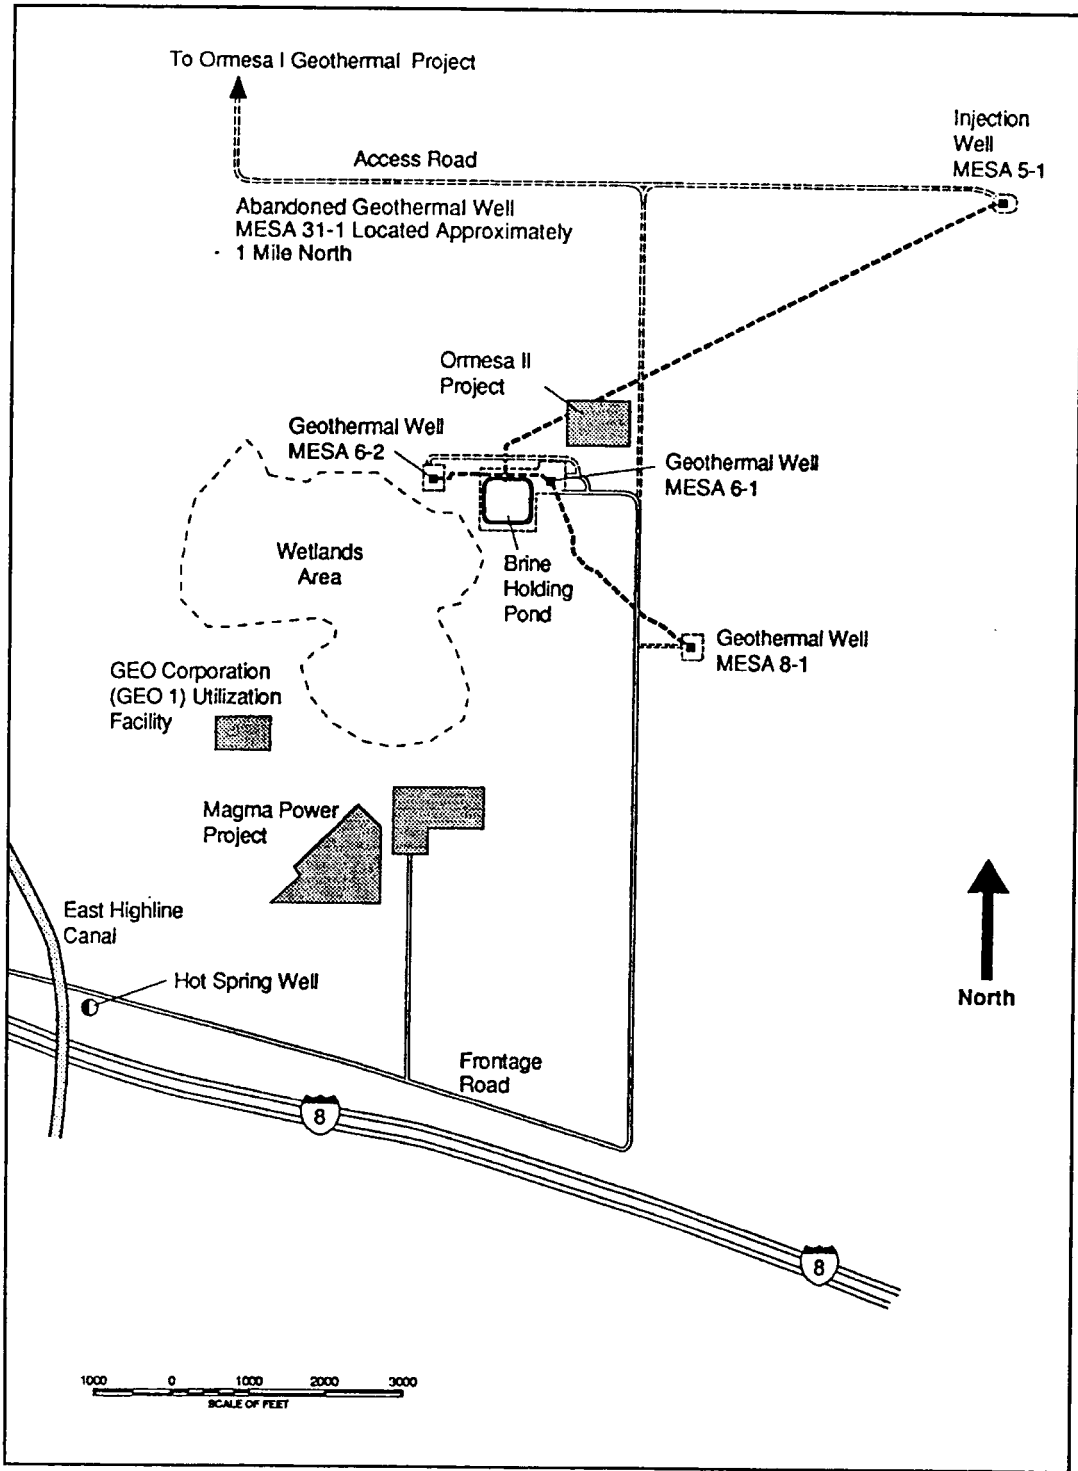 To Ormesa I Geothermal Project
Injection
Well
MESA 5-1
Access Road
Abandoned Geothermal Well
MESA 31-1 Located Approximately
1 Mile North
Ormesa II
Project
Geothermal Well
MESA 6-2
Geothermal Well
MESA 6-1
Wetlands
Area
Brine
Holding
Pond
Geothermal Well
MESA 8-1
GEO Corporation
(GEO 1) Utilization
Facility
Magma Power
Project
East Highline
Canal
Hot Spring Well
North
Frontage
Road
8
8
1000 0 1000 2000 3000
SCALE OF FEET